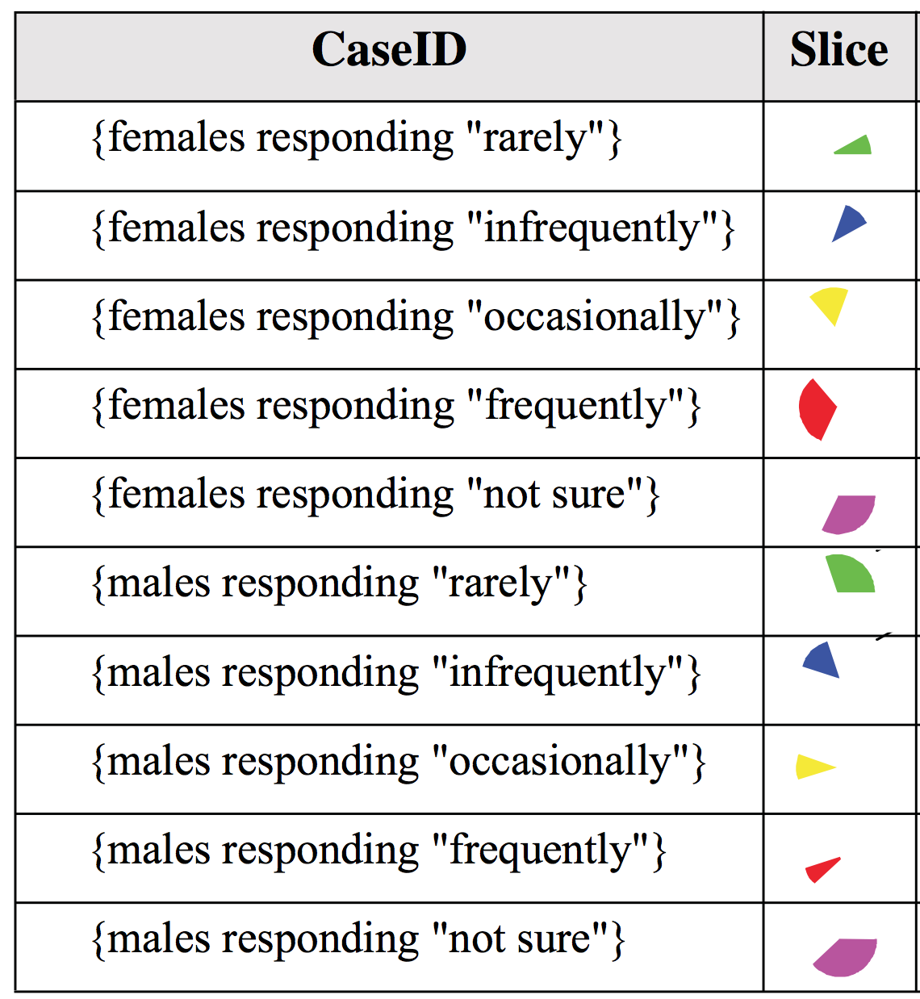 CaseID Slice
{females responding "rarely"}
{females responding "infrequently"}
{females responding "occasionally"}
{females responding "frequently"}
{females responding "not sure"}
{males responding "rarely"}
{males responding "infrequently"}
{males responding "occasionally"}
{males responding "frequently"}
{males responding "not sure"}